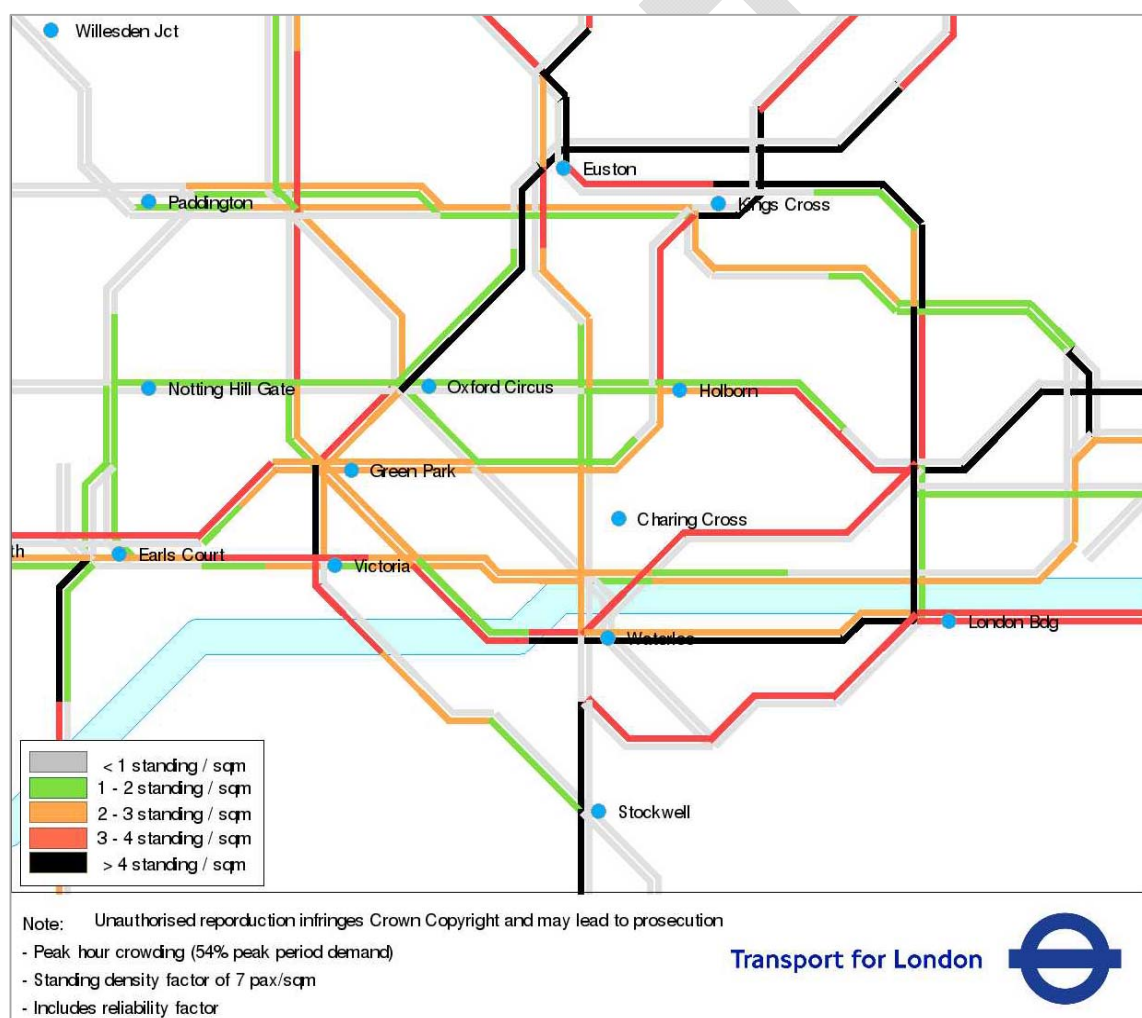 Willesden Jct
Euston
Paddington
Kings Cross
Notting Hill Gate
Oxford Circus
Holborn
Green Park
Charing Cross
th
Earls Court
Victoria
Waterloo
London Bdg
< 1 standing / sqm
1 - 2 standing / sqm
2 - 3 standing / sqm
3 - 4 standing / sqm
> 4 standing / sqm
Stockwell
Note: Unauthorised reporduction infringes Crown Copyright and may lead to prosecution
- Peak hour crowding (54% peak period demand)
- Standing density factor of 7 pax/sqm
- Includes reliability factor
Transport for London